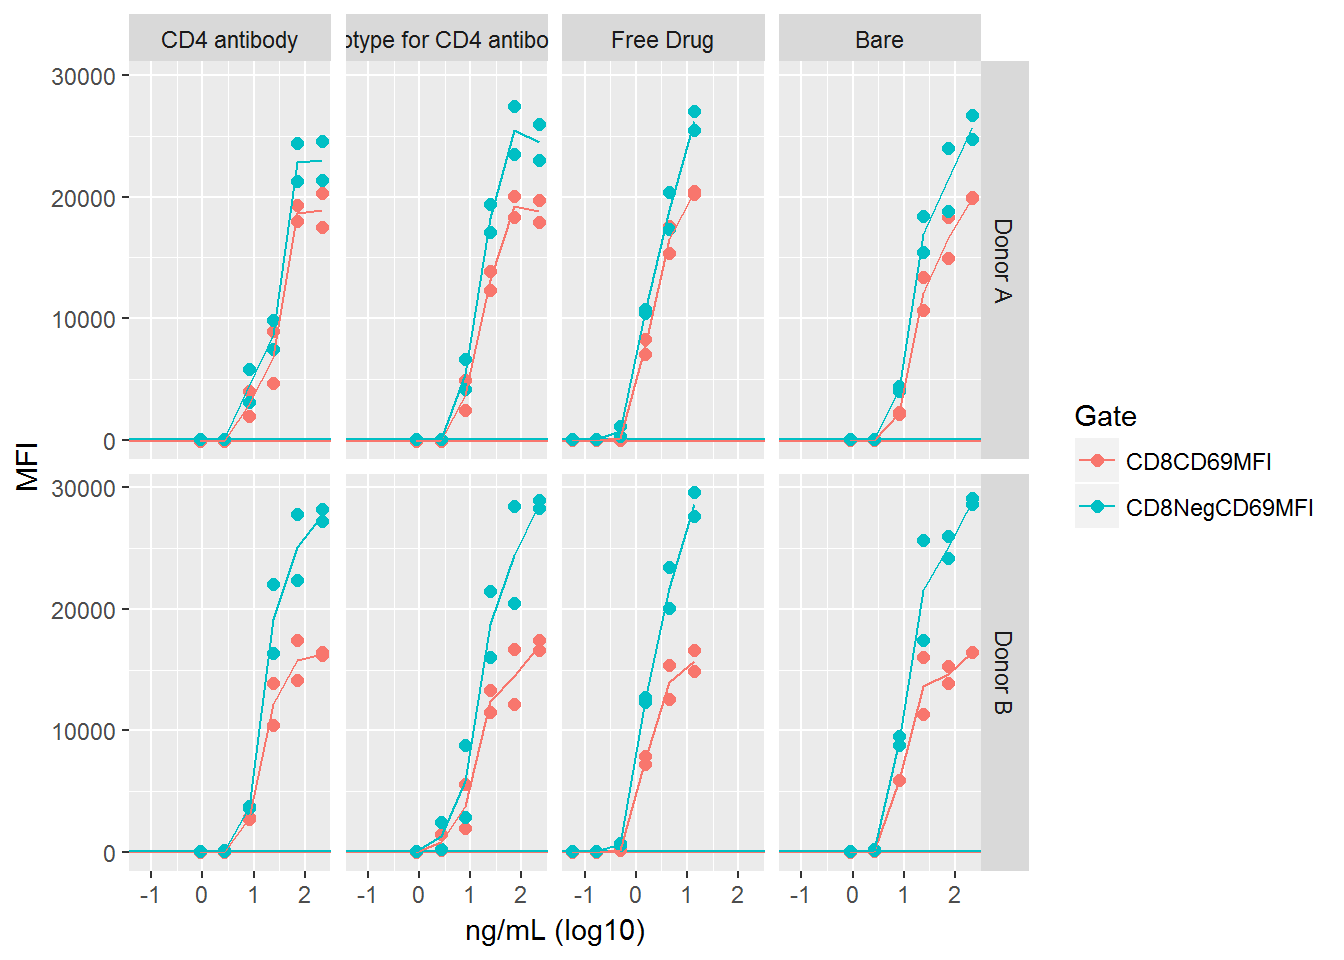 CD4 antibody
otype for CD4 antibo
Free Drug
Bare
30000
20000
10000
0
Donor A
MFI
30000
20000
10000
0
Donor B
-1 0 1 2
-1 0 1 2
-1 0 1 2
-1 0 1 2
ng/mL (log10)
Gate
CD8CD69MFI
CD8NegCD69MFI